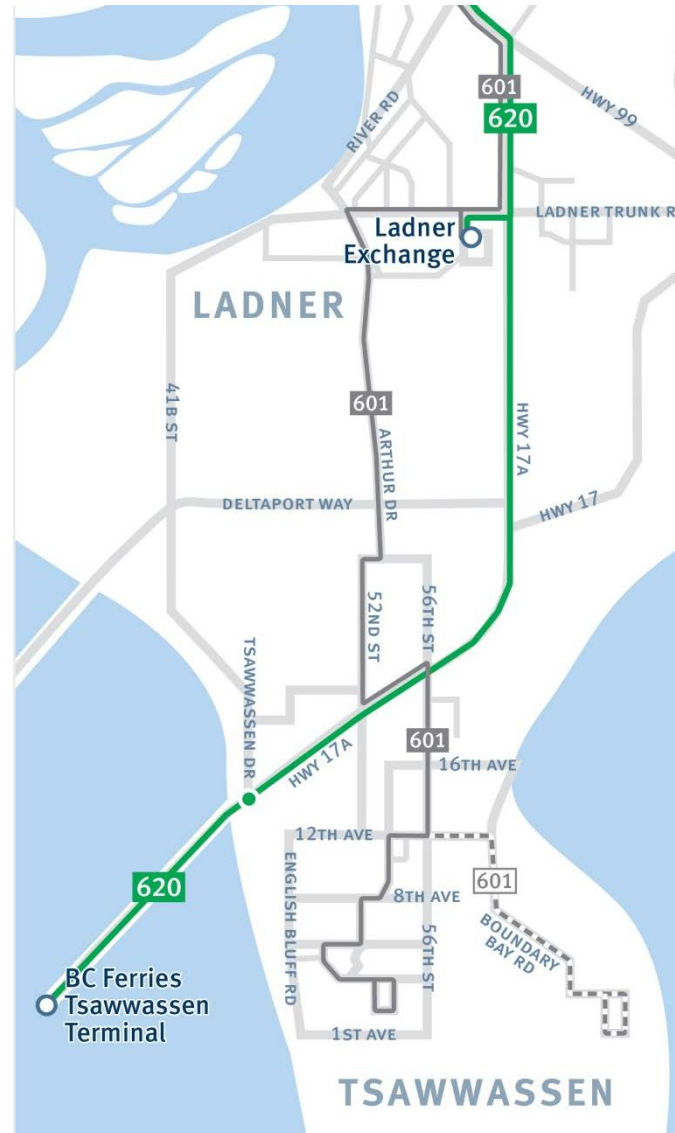 601
620
HWY 99
RIVER RD
LADNER TRUNK R
Ladner
Exchange
LADNER
41B ST
601
ARTHUR DR
HWY 17A
DELTAPORT WAY
HWY 17
52ND ST
56TH ST
TSAWWASSEN DR
601
HWY 17A
16TH AVE
12TH AVE
620
ENGLISH BLUFF RD
8TH AVE
601
56TH ST
BOUNDARY
BAY RD
BC Ferries
Tsawwassen
Terminal
1ST AVE
TSAWWASSEN